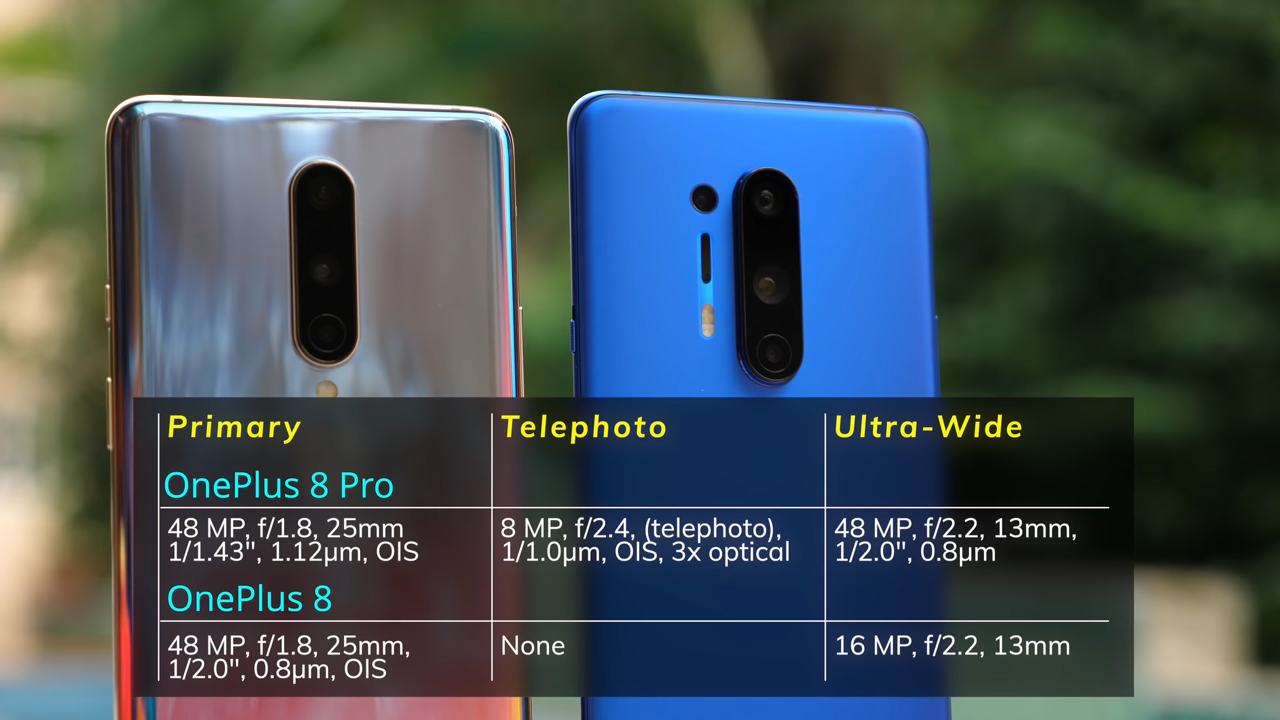 Primary Telephoto Ultra-Wide
OnePlus 8 Pro
48 MP, f/1.8, 25mm
1/1.43", 1.12µm, OIS
8 MP, f/2.4, (telephoto),
1/1.0µm, OIS, 3x optical
48 MP, f/2.2, 13mm,
1/2.0", 0.8µm
OnePlus 8
48 MP, f/1.8, 25mm,
1/2.0", 0.8µm, OIS
None
16 MP, f/2.2, 13mm